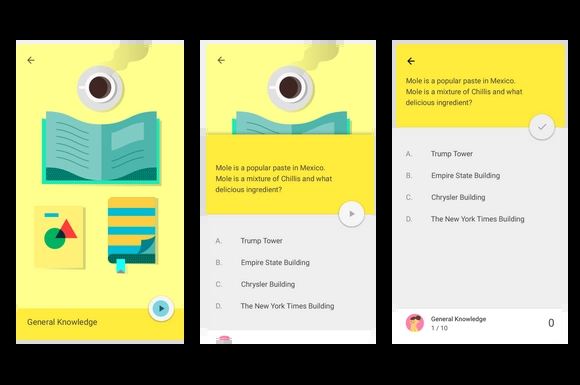 General Knowledge
Mole is a popular paste in Mexico.
Mole is a mixture of Chillis and what
delicious ingredient?
A. Trump Tower
B. Empire State Building
C. Chrysler Building
D. The New York Times Building
Mole is a popular paste in Mexico.
Mole is a mixture of Chillis and what
delicious ingredient?
A. Trump Tower
B. Empire State Building
C. Chrysler Building
D. The New York Times Building
General Knowledge
1 / 10
0